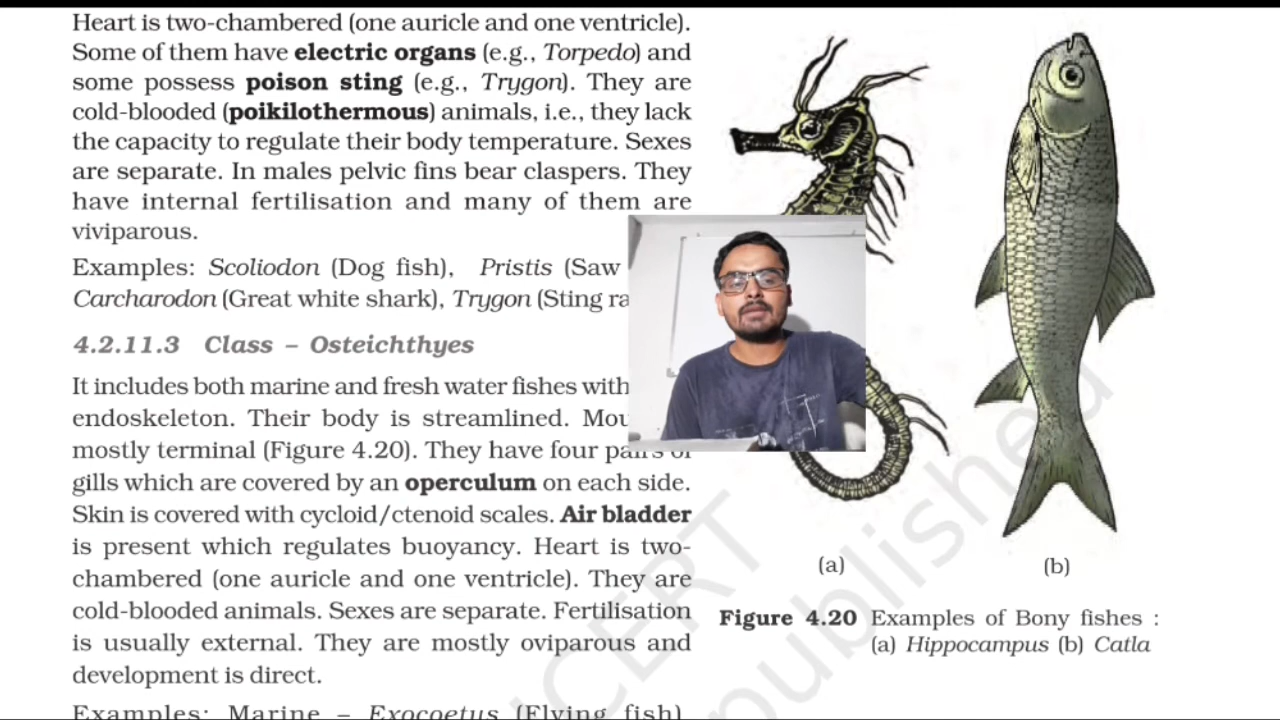 Heart is two-chambered (one auricle and one ventricle).
Some of them have electric organs (e.g., Torpedo) and
some possess poison sting (e.g., Trygon). They are
cold-blooded (poikilothermous) animals, i.e., they lack
the capacity to regulate their body temperature. Sexes
are separate. In males pelvic fins bear claspers. They
have internal fertilisation and many of them are
viviparous.
Examples: Scoliodon (Dog fish), Pristis (Saw
Carcharodon (Great white shark), Trygon (Sting
4.2.11.3 Class – Osteichthyes
It includes both marine and fresh water fishes with
endoskeleton. Their body is streamlined.
mostly terminal (Figure 4.20). They have four pairs of
gills which are covered by an operculum on each side.
Skin is covered with cycloid/ctenoid scales. Air bladder
is present which regulates buoyancy. Heart is two-
chambered (one auricle and one ventricle). They are
cold-blooded animals. Sexes are separate. Fertilisation
is usually external. They are mostly oviparous and
development is direct.
Examples: Marine – Exocoetus (Flying fish),
(a)
(b)
Figure 4.20 Examples of Bony fishes :
(a) Hippocampus (b) Catla
published